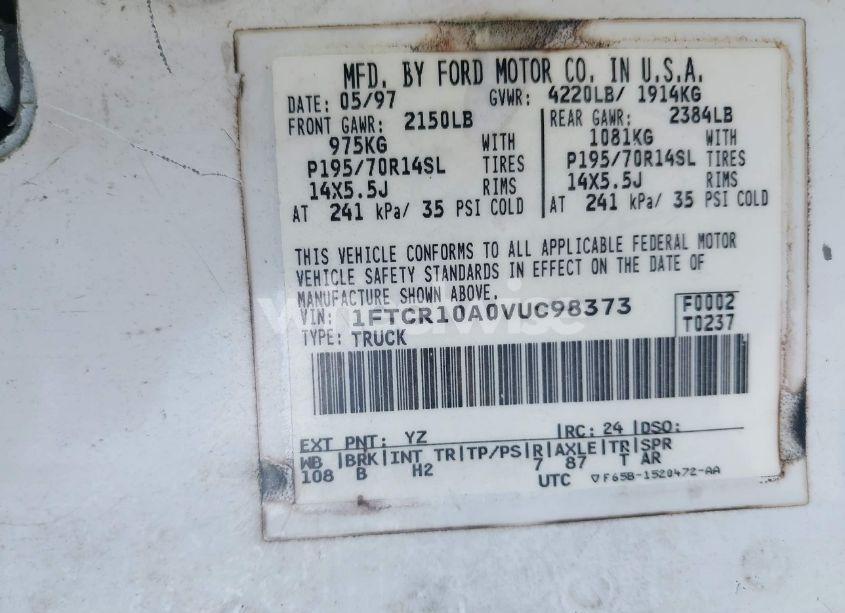 MFD. BY FORD MOTOR CO. IN U.S.A.
DATE: 05/97 GVWR: 4220LB/ 1914KG
FRONT GAWR: 2150LB REAR GAWR: 2384LB
975KG WITH 1081KG WITH
P195/70R14SL TIRES P195/70R14SL TIRES
14X5.5J RIMS 14X5.5J RIMS
AT 241 kPa/ 35 PSI COLD AT 241 kPa/ 35 PSI COLD
THIS VEHICLE CONFORMS TO ALL APPLICABLE FEDERAL MOTOR
VEHICLE SAFETY STANDARDS IN EFFECT ON THE DATE OF
MANUFACTURE SHOWN ABOVE.
VIN: 1FTCR10A0VUC98373 F0002
TYPE: TRUCK T0237
EXT PNT: YZ RC: 24 DSO:
WB BRK INT TR TP/PS R AXLE TR SPR
108 B H2 7 87 T AR
UTC ▽F65B-1520472-AA